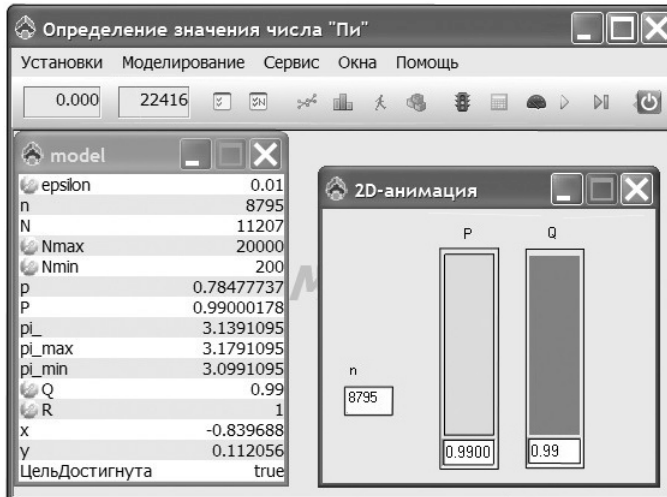 Определение значения числа "Пи"
Установки Моделирование Сервис Окна Помощь
0.000 22416
model
epsilon 0.01
n 8795
N 11207
Nmax 20000
Nmin 200
p 0.78477737
P 0.99000178
pi_ 3.1391095
pi_max 3.1791095
pi_min 3.0991095
Q 0.99
R 1
x -0.839688
y 0.112056
ЦельДостигнута true
2D-анимация
P Q
n
8795
0.9900 0.99